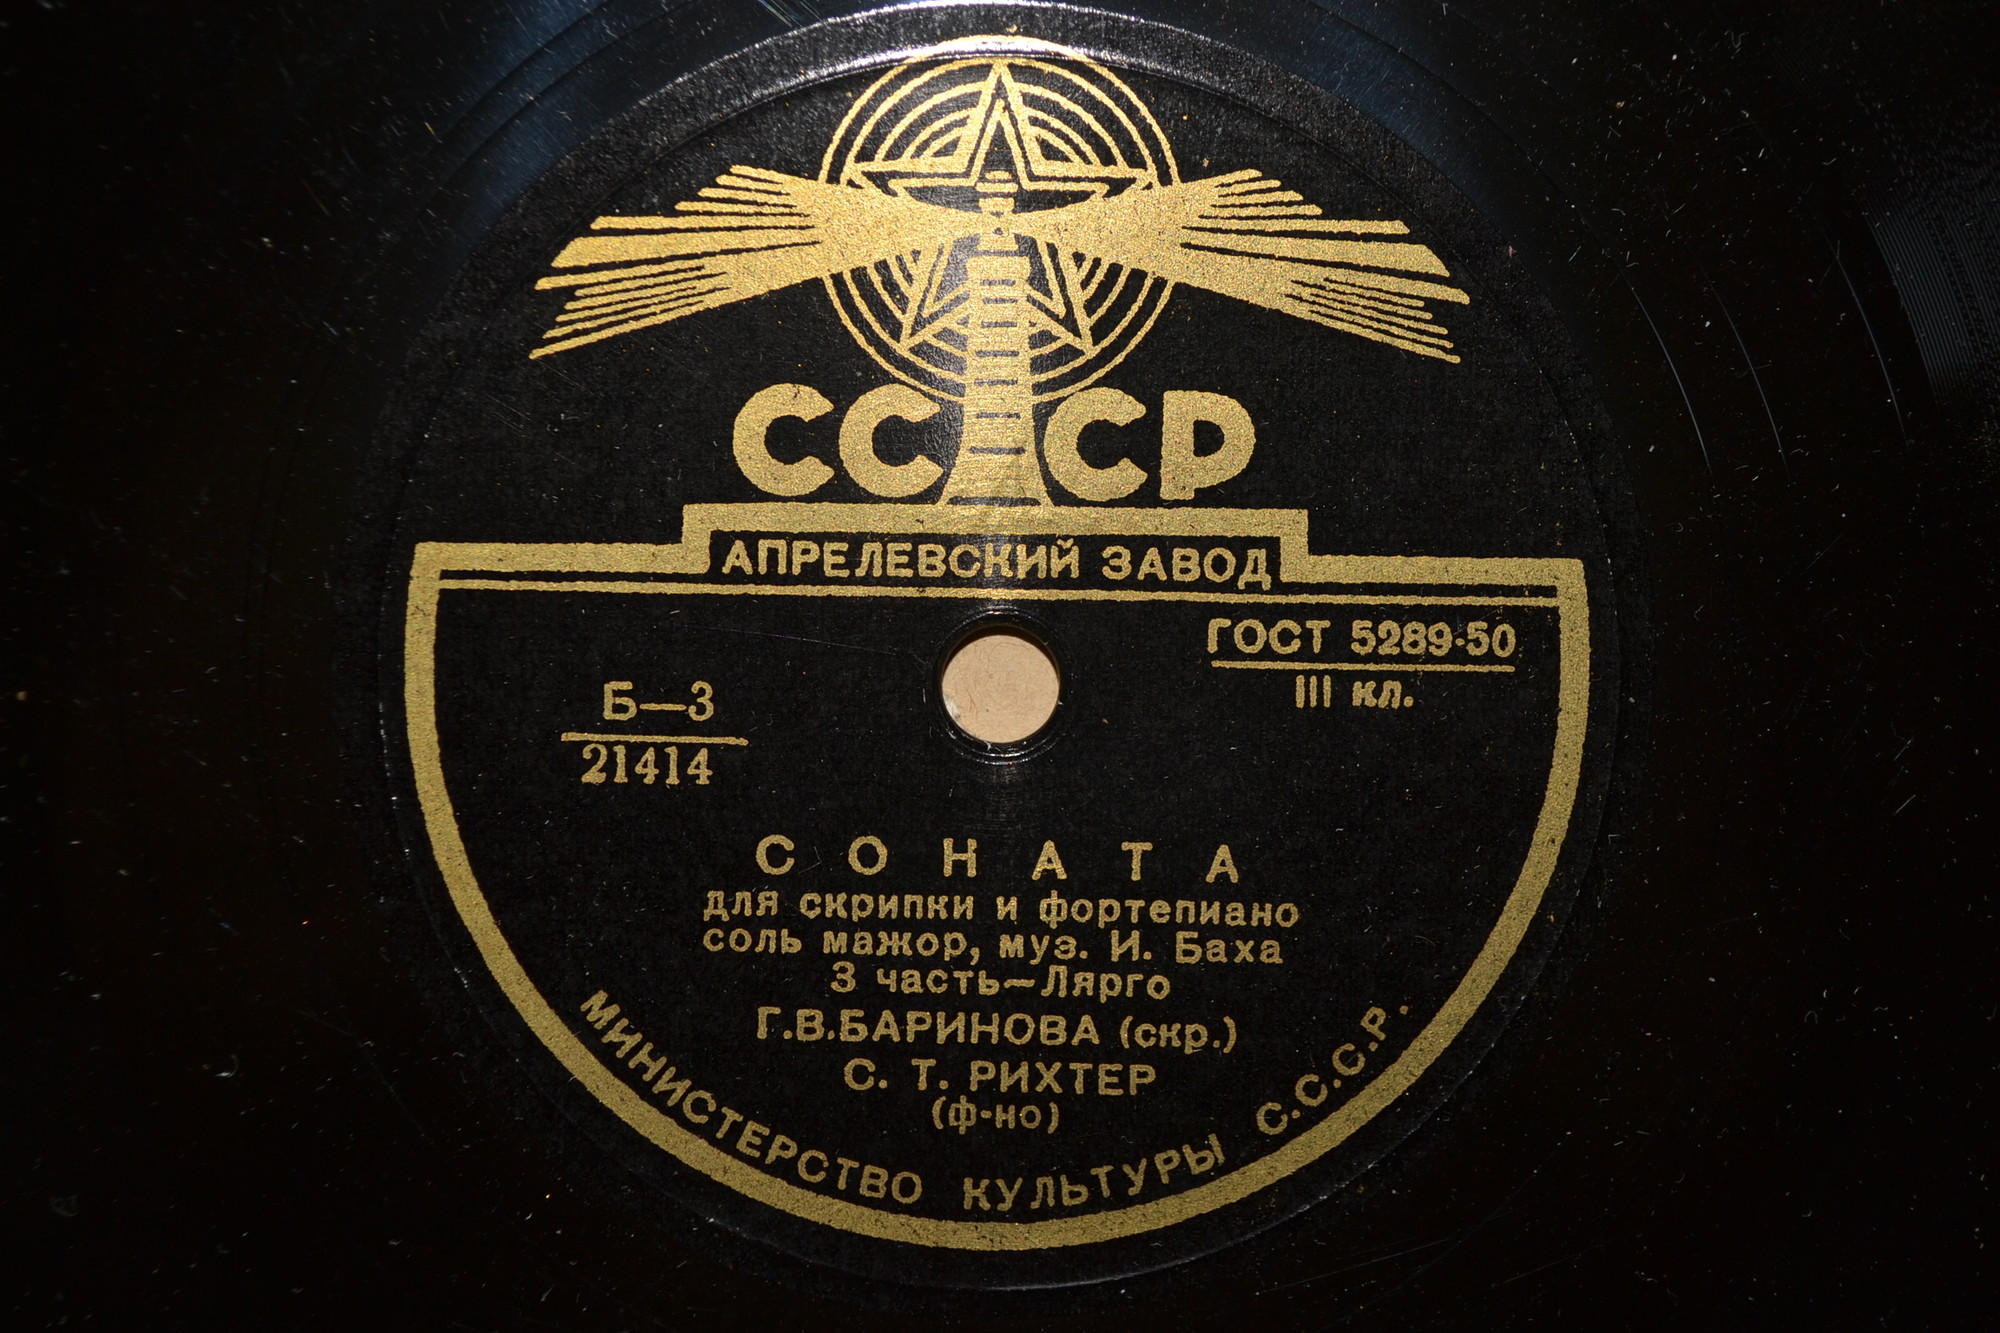 СССР
АПРЕЛЕВСКИЙ ЗАВОД
ГОСТ 5289-50
III кл.
Б—3
21414
СОНАТА
для скрипки и фортепиано
соль мажор, муз. И. Баха
3 часть—Лярго
Г.В.БАРИНОВА (скр.)
С. Т. РИХТЕР
(ф-но)
МИНИСТЕРСТВО КУЛЬТУРЫ С.С.С.Р.